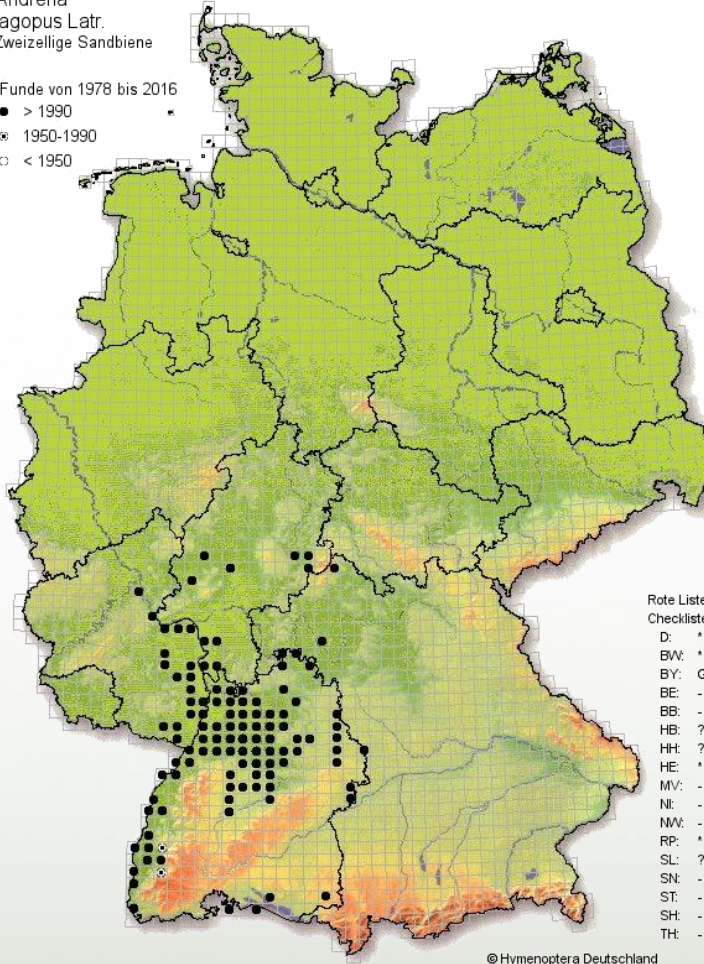 Andrena
agopus Latr.
Zweizellige Sandbiene
Funde von 1978 bis 2016
> 1990
1950-1990
< 1950
Rote Liste
Checkliste
D: *
BW: *
BY: G
BE: -
BB: -
HB: ?
HH: ?
HE: *
MV: -
NI: -
NW: -
RP: *
SL: ?
SN: -
ST: -
SH: -
TH: -
© Hymenoptera Deutschland